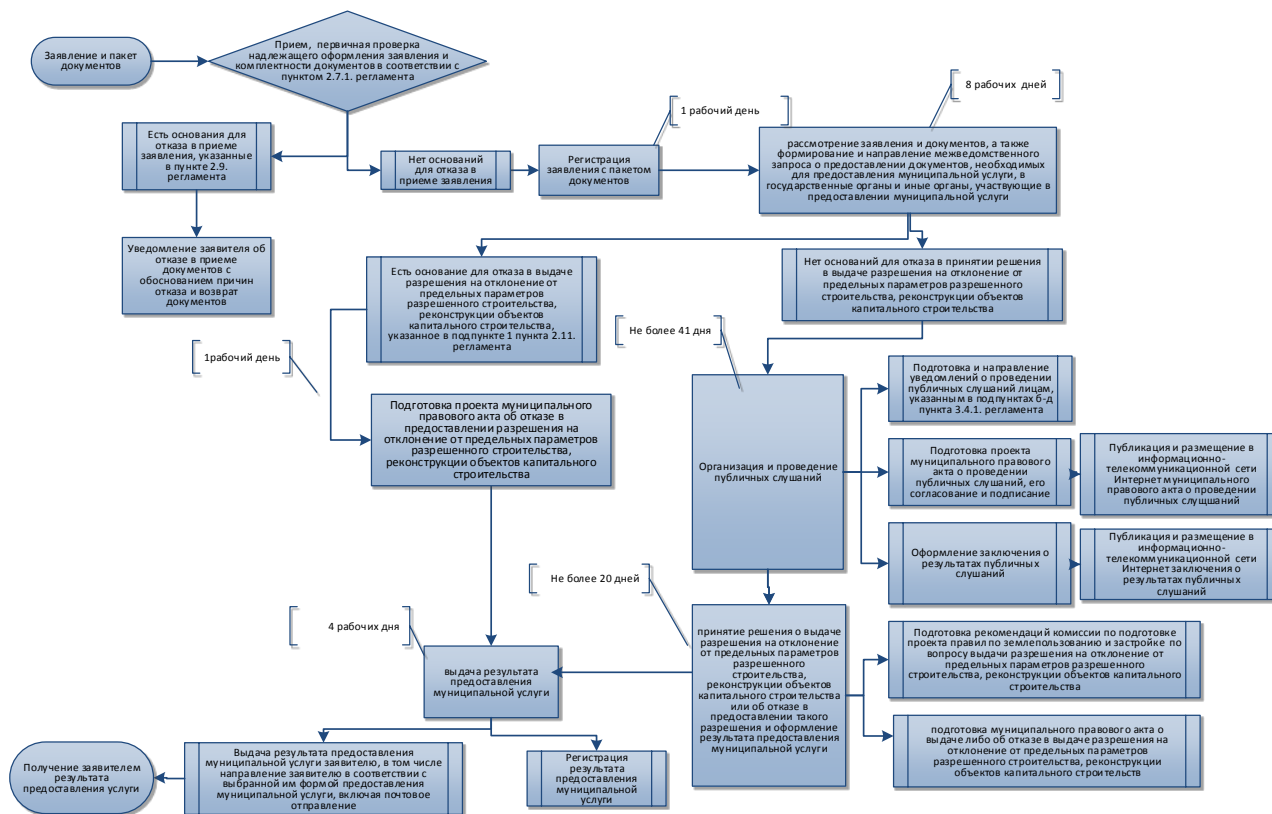 Заявление и пакет
документов
Прием,  первичная проверка
надлежащего оформления заявления и
комплектности документов в соответствии с
пунктом 2.7.1. регламента
Есть основания для
отказа в приеме
заявления, указанные
в пункте 2.9.
регламента
Нет оснований
для отказа в
приеме заявления
Регистрация
заявления с пакетом
документов
1 рабочий день
8 рабочих  дней
рассмотрение заявления и документов, а также
формирование и направление межведомственного
запроса о предоставлении документов, необходимых
для предоставления муниципальной услуги, в
государственные органы и иные органы, участвующие в
предоставлении муниципальной услуги
Уведомление заявителя об
отказе в приеме
документов с
обоснованием причин
отказа и возврат
документов
Есть основание для отказа в выдаче
разрешения на отклонение от
предельных параметров
разрешенного строительства,
реконструкции объектов
капитального строительства,
указанное в подпункте 1 пункта 2.11.
регламента
Нет оснований для отказа в принятии решения
в выдаче разрешения на отклонение от
предельных параметров разрешенного
строительства, реконструкции объектов
капитального строительства
Не более 41 дня
1рабочий день
Подготовка проекта муниципального
правового акта об отказе в
предоставлении разрешения на
отклонение от предельных параметров
разрешенного строительства,
реконструкции объектов капитального
строительства
Организация и проведение
публичных слушаний
Подготовка и направление
уведомлений о проведении
публичных слушаний лицам,
указанным в подпунктах б-д
пункта 3.4.1. регламента
Подготовка проекта
муниципального правового
акта о проведении
публичных слушаний, его
согласование и подписание
Публикация и размещение в
информационно-
телекоммуникационной  сети
Интернет муниципального
правового акта о проведении
публичных слущшаний
Оформление заключения о
результатах публичных
слушаний
Публикация и размещение в
информационно-
телекоммуникационной  сети
Интернет заключения о
результатах публичных
слушаний
Не более 20 дней
4 рабочих дня
выдача результата
предоставления
муниципальной услуги
принятие решения о выдаче
разрешения на отклонение
от предельных параметров
разрешенного
строительства,
реконструкции объектов
капитального строительства
или об отказе в
предоставлении такого
разрешения и оформление
результата предоставления
муниципальной услуги
Подготовка рекомендаций комиссии по подготовке
проекта правил по землепользованию и застройке по
вопросу выдачи разрешения на отклонение от
предельных параметров разрешенного
строительства, реконструкции объектов капитального
строительства
подготовка муниципального правового акта о
выдаче либо об отказе в выдаче разрешения на
отклонение от предельных параметров
разрешенного строительства, реконструкции
объектов капитального строительств
Получение заявителем
результата
предоставления услуги
Выдача результата предоставления
муниципальной услуги заявителю, в том числе
направление заявителю в соответствии с
выбранной им формой предоставления
муниципальной услуги, включая почтовое
отправление
Регистрация
результата
предоставления
муниципальной
услуги